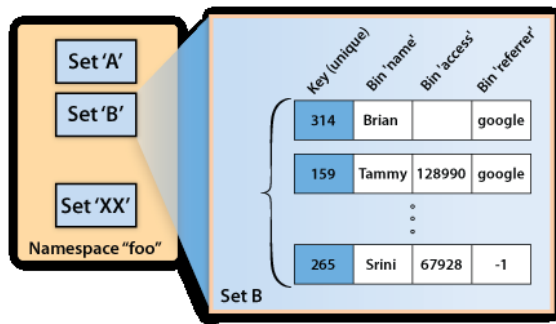 Set 'A'
Set 'B'
Set 'XX'
Namespace "foo"
Key (unique)
Bin 'name'
Bin 'access'
Bin 'referrer'
314 Brian google
159 Tammy 128990 google
265 Srini 67928 -1
Set B